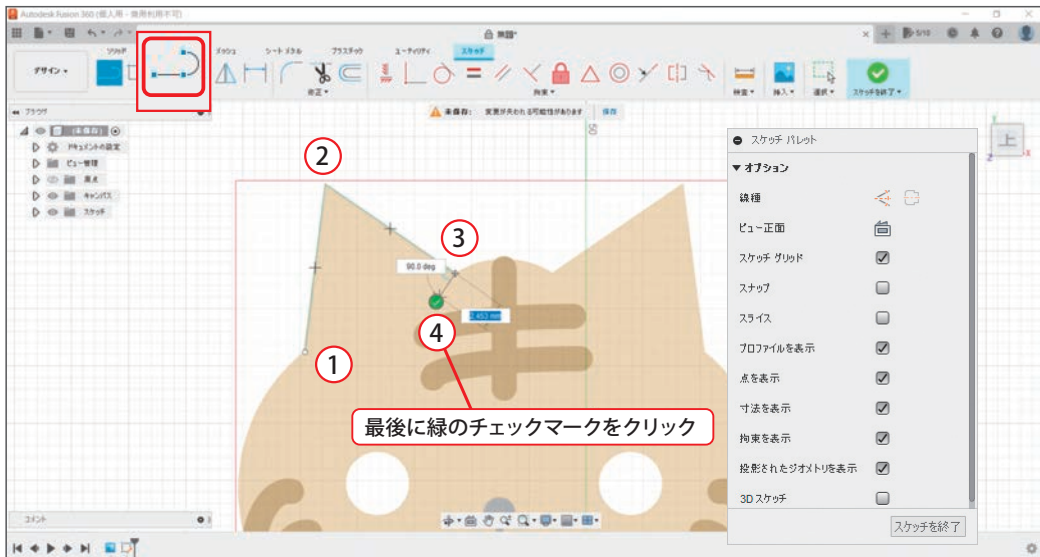 Autodesk Fusion 360 (個人用 - 商用利用不可)
無題*
5/10
デザイン
ソリッド
メッシュ
シート メタル
プラスチック
ユーティリティ
スケッチ
修正
拘束
検査
挿入
選択
スケッチを終了
ブラウザ
未保存: 変更が失われる可能性があります 保存
(未保存)
ドキュメントの設定
ビュー管理
原点
キャンバス
スケッチ
50
上
Z
X
②
③
90.0 deg
2.453 mm
④
①
最後に緑のチェックマークをクリック
スケッチ パレット
オプション
線種
ビュー正面
スケッチ グリッド
スナップ
スライス
プロファイルを表示
点を表示
寸法を表示
拘束を表示
投影されたジオメトリを表示
3D スケッチ
スケッチを終了
コメント